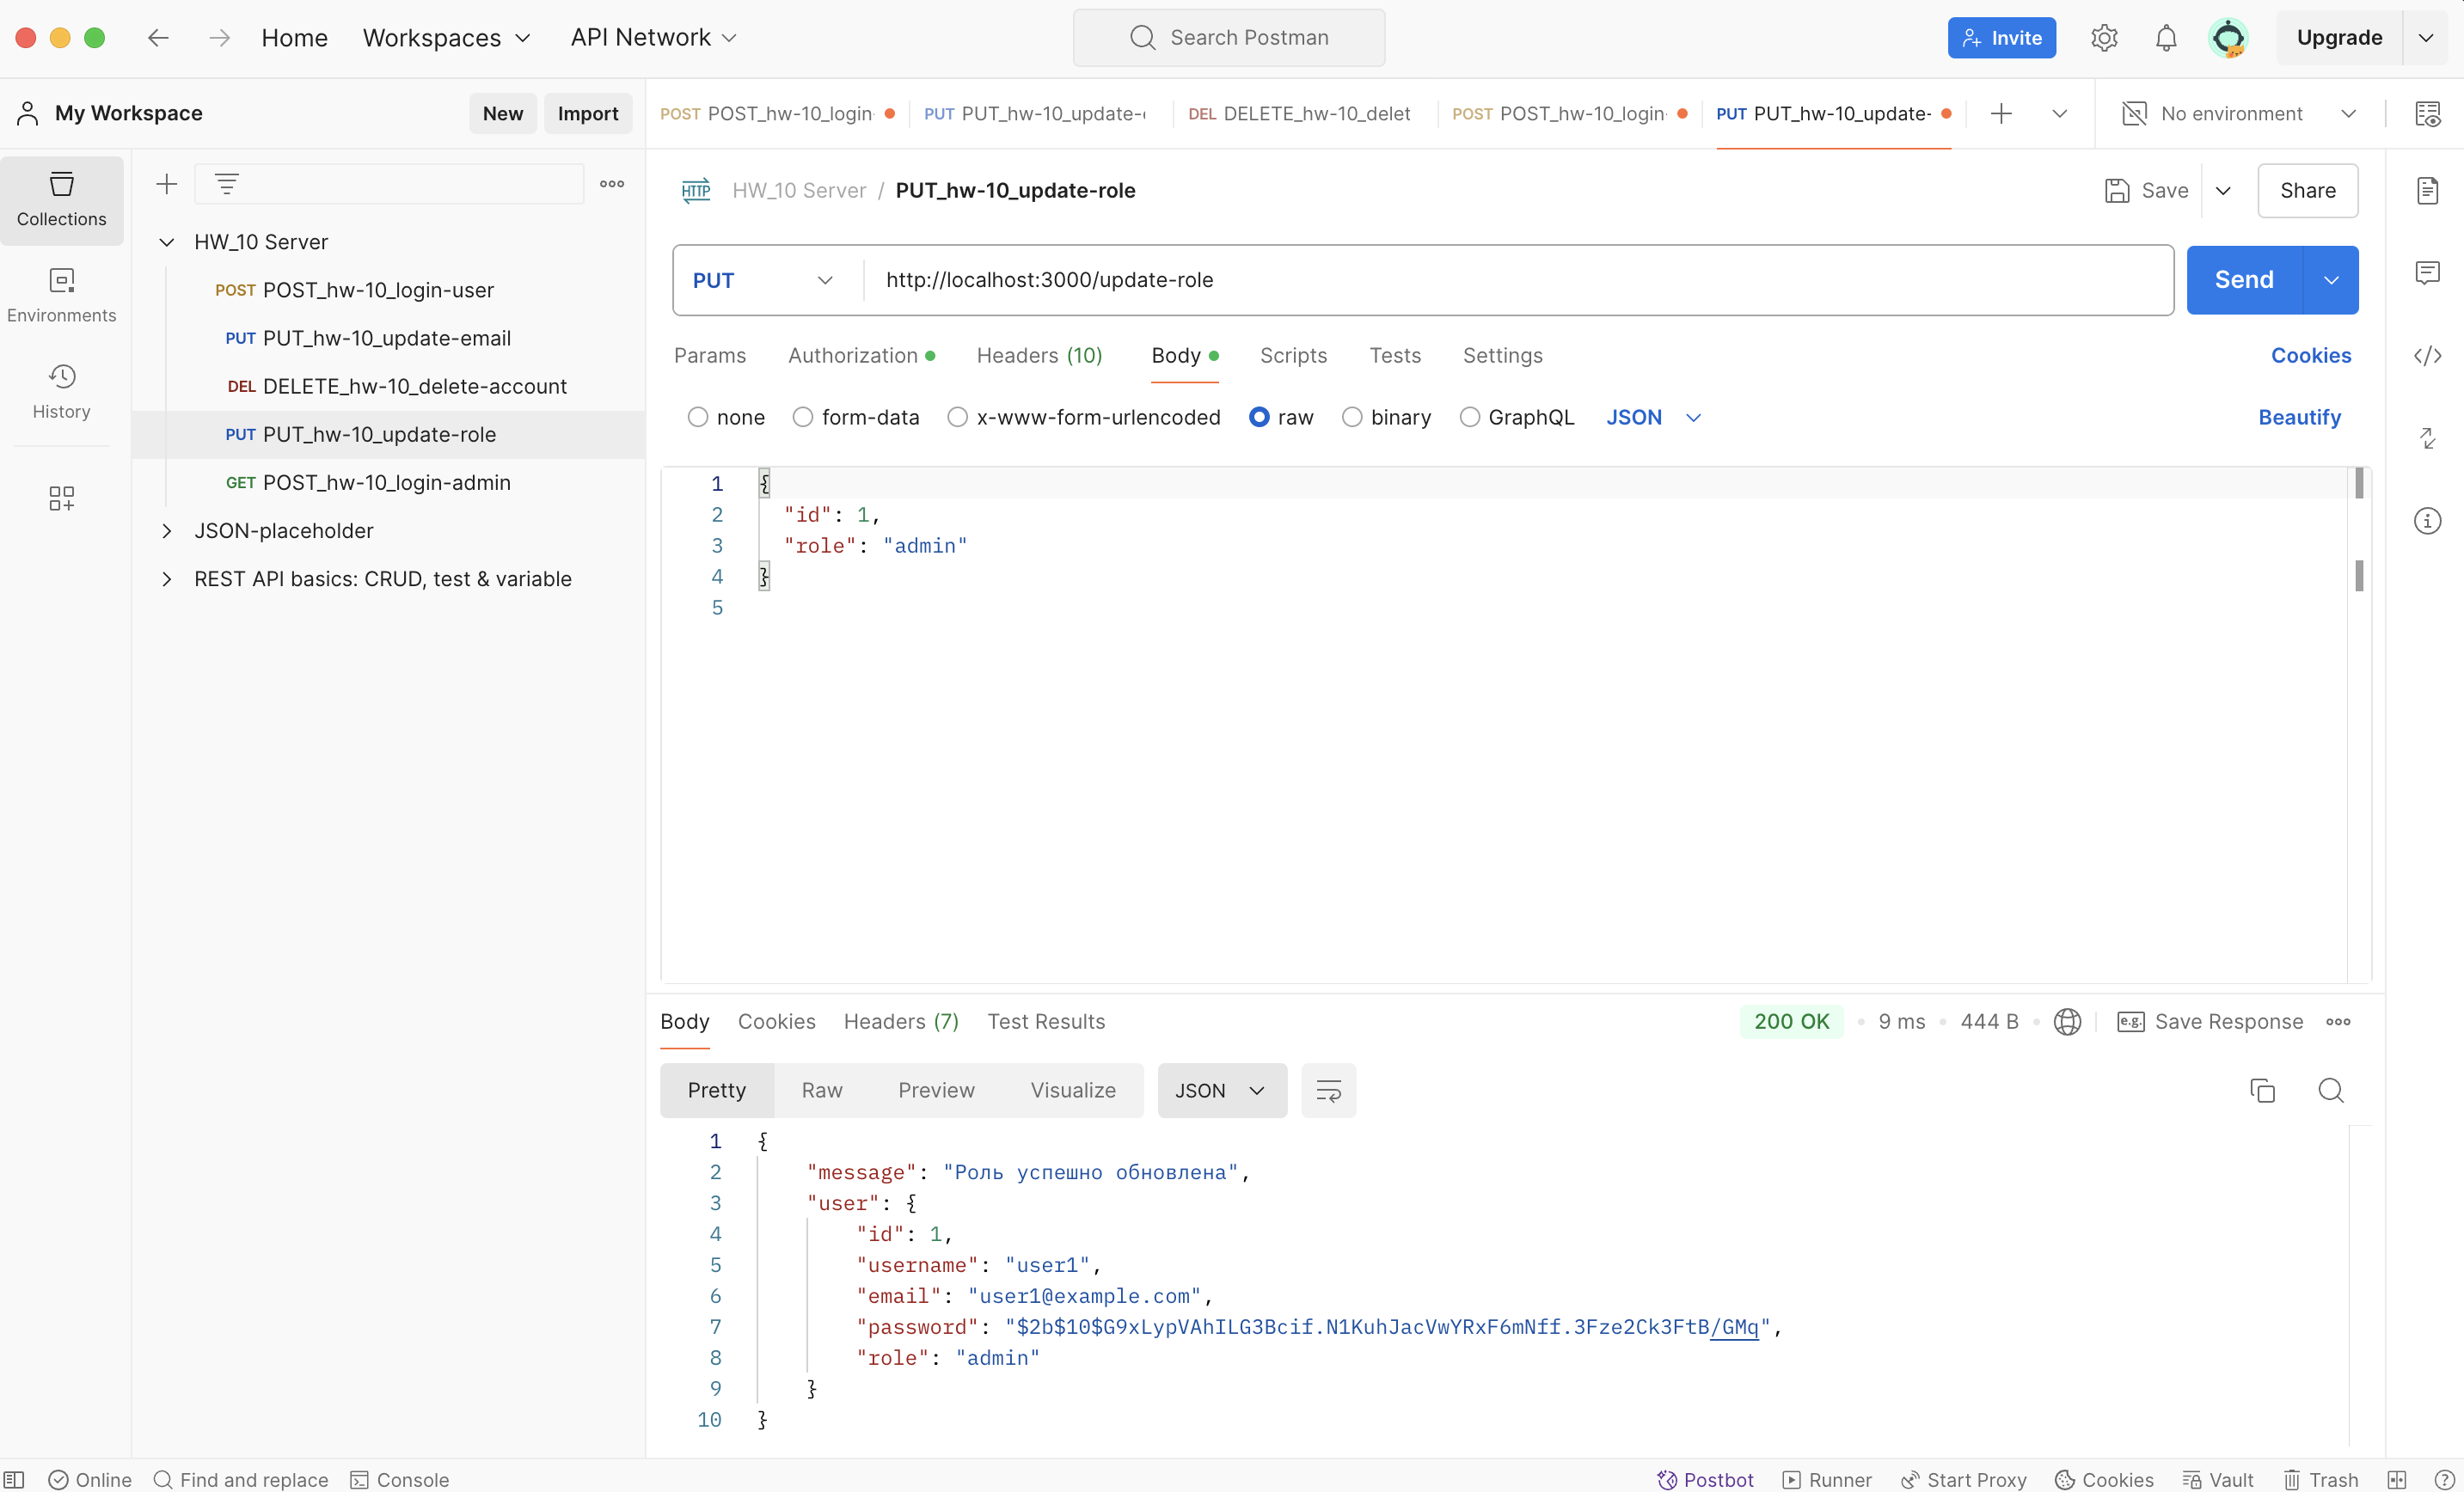 Home Workspaces API Network Search Postman Invite Upgrade
My Workspace New Import
POST POST_hw-10_login- PUT PUT_hw-10_update- DEL DELETE_hw-10_delet POST POST_hw-10_login- PUT PUT_hw-10_update- No environment
Collections
Environments
History
HW_10 Server
POST POST_hw-10_login-user
PUT PUT_hw-10_update-email
DEL DELETE_hw-10_delete-account
PUT PUT_hw-10_update-role
GET POST_hw-10_login-admin
JSON-placeholder
REST API basics: CRUD, test & variable
HTTP HW_10 Server / PUT_hw-10_update-role Save Share
PUT http://localhost:3000/update-role Send
Params Authorization Headers (10) Body Scripts Tests Settings Cookies
none form-data x-www-form-urlencoded raw binary GraphQL JSON Beautify
1 {
2 "id": 1,
3 "role": "admin"
4 }
5
Body Cookies Headers (7) Test Results 200 OK 9 ms 444 B e.g. Save Response
Pretty Raw Preview Visualize JSON
1 {
2 "message": "Роль успешно обновлена",
3 "user": {
4 "id": 1,
5 "username": "user1",
6 "email": "user1@example.com",
7 "password": "$2b$10$G9xLypVAhILG3Bcif.N1KuhJacVwYRxF6mNff.3Fze2Ck3FtB/GMq",
8 "role": "admin"
9 }
10 }
Online Find and replace Console Postbot Runner Start Proxy Cookies Vault Trash